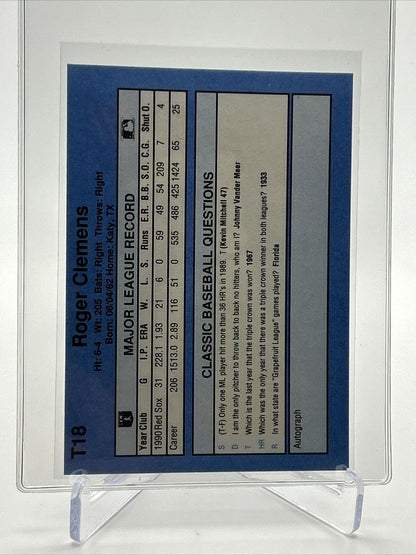 T18
Roger Clemens
Ht: 6-4 Wt: 205 Bats: Right Throws: Right
Born: 08/04/62 Home: Katy, TX
MAJOR LEAGUE RECORD
Year Club G I.P. ERA W. L. S. Runs E.R. B.B. S.O. C.G. Shut O.
1990 Red Sox 31 228.1 1.93 21 6 0 59 49 54 209 7 4
Career 206 1513.0 2.89 116 51 0 535 486 425 1424 65 25
CLASSIC BASEBALL QUESTIONS
S (T-F) Only one ML player hit more than 36 HR's in 1989. T (Kevin Mitchell 47)
D I am the only pitcher to throw back to back no hitters, who am I? Johnny Vander Meer
T Which is the last year that the triple crown was won? 1967
HR Which was the only year that there was a triple crown winner in both leagues? 1933
R In what state are "Grapefruit League" games played? Florida
Autograph